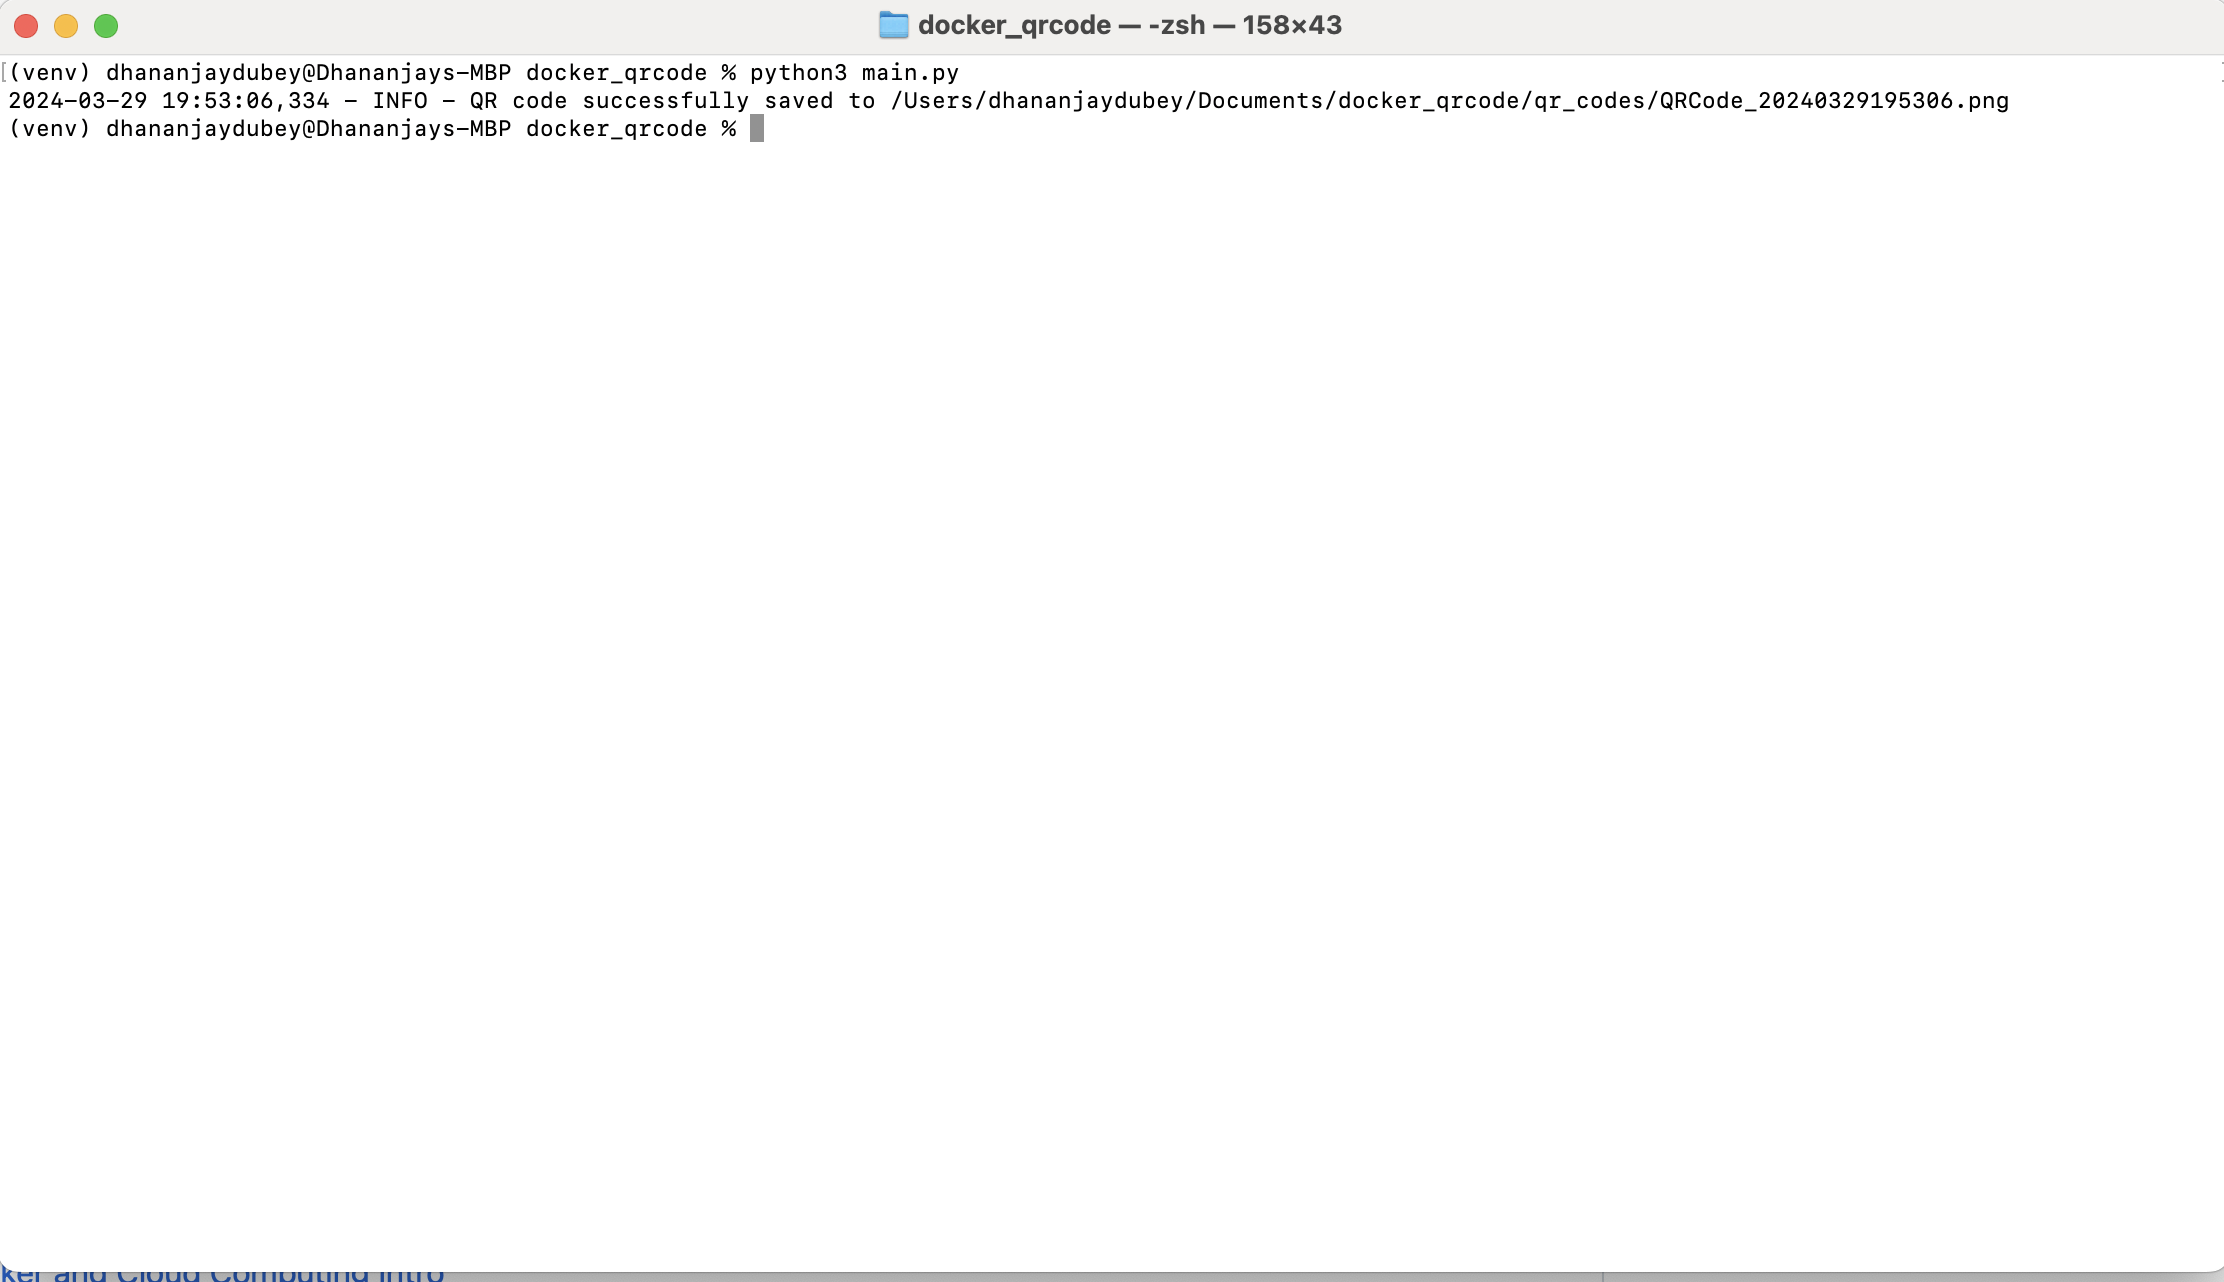 docker_qrcode — -zsh — 158×43
(venv) dhananjaydubey@Dhananjays-MBP docker_qrcode % python3 main.py
2024-03-29 19:53:06,334 - INFO - QR code successfully saved to /Users/dhananjaydubey/Documents/docker_qrcode/qr_codes/QRCode_20240329195306.png
(venv) dhananjaydubey@Dhananjays-MBP docker_qrcode %
ker and Cloud Computing Intro